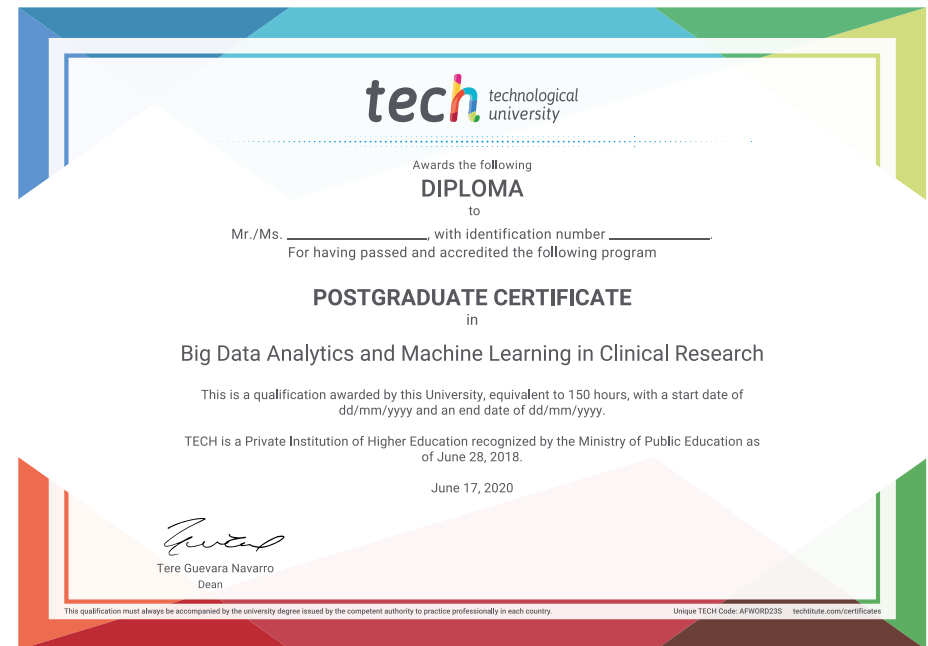 tech technological
university
Awards the following
DIPLOMA
to
Mr./Ms. __________________, with identification number _____________.
For having passed and accredited the following program
POSTGRADUATE CERTIFICATE
in
Big Data Analytics and Machine Learning in Clinical Research
This is a qualification awarded by this University, equivalent to 150 hours, with a start date of
dd/mm/yyyy and an end date of dd/mm/yyyy.
TECH is a Private Institution of Higher Education recognized by the Ministry of Public Education as
of June 28, 2018.
June 17, 2020
Tere Guevara Navarro
Dean
This qualification must always be accompanied by the university degree issued by the competent authority to practice professionally in each country.
Unique TECH Code: AFWORD23S techtitute.com/certificates